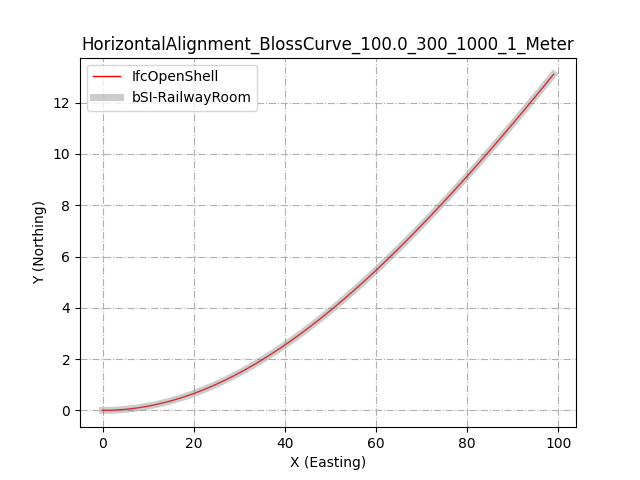 HorizontalAlignment_BlossCurve_100.0_300_1000_1_Meter
IfcOpenShell
bSI-RailwayRoom
12
10
8
6
4
2
0
Y (Northing)
0 20 40 60 80 100
X (Easting)